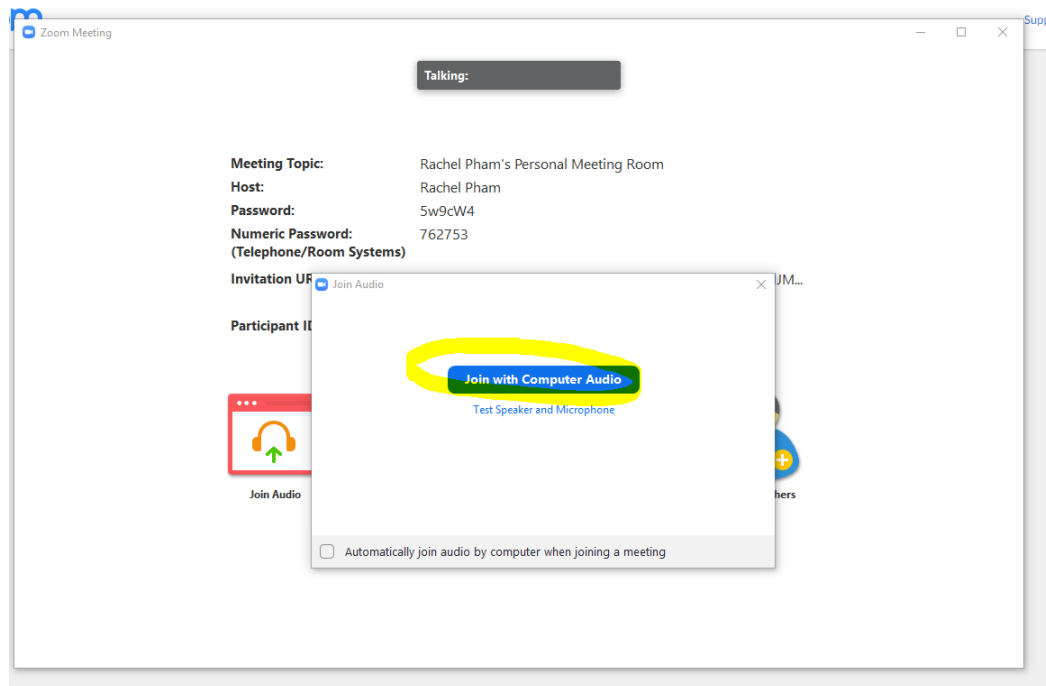 m
Supp
Zoom Meeting
Talking:
Meeting Topic: Rachel Pham's Personal Meeting Room
Host: Rachel Pham
Password: 5w9cW4
Numeric Password: 762753
(Telephone/Room Systems)
Invitation UR JM...
Participant ID
Join Audio
Join with Computer Audio
Test Speaker and Microphone
Join Audio hers
Automatically join audio by computer when joining a meeting